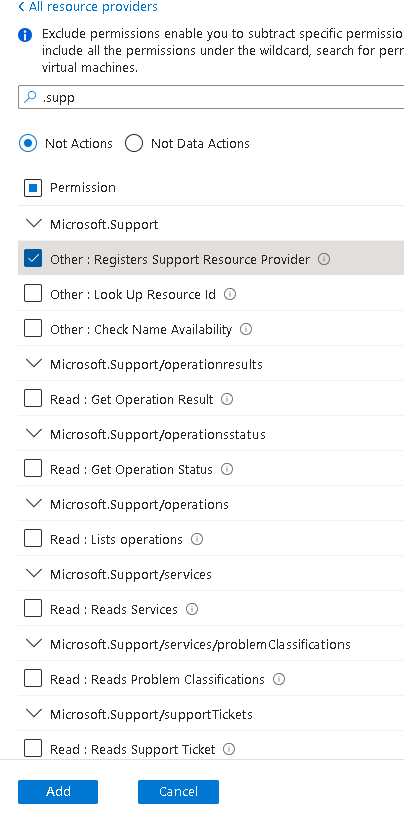 All resource providers
Exclude permissions enable you to subtract specific permissio
include all the permissions under the wildcard, search for per
virtual machines.
.supp
Not Actions Not Data Actions
Permission
Microsoft.Support
Other : Registers Support Resource Provider
Other : Look Up Resource Id
Other : Check Name Availability
Microsoft.Support/operationresults
Read : Get Operation Result
Microsoft.Support/operationsstatus
Read : Get Operation Status
Microsoft.Support/operations
Read : Lists operations
Microsoft.Support/services
Read : Reads Services
Microsoft.Support/services/problemClassifications
Read : Reads Problem Classifications
Microsoft.Support/supportTickets
Read : Reads Support Ticket
Add Cancel